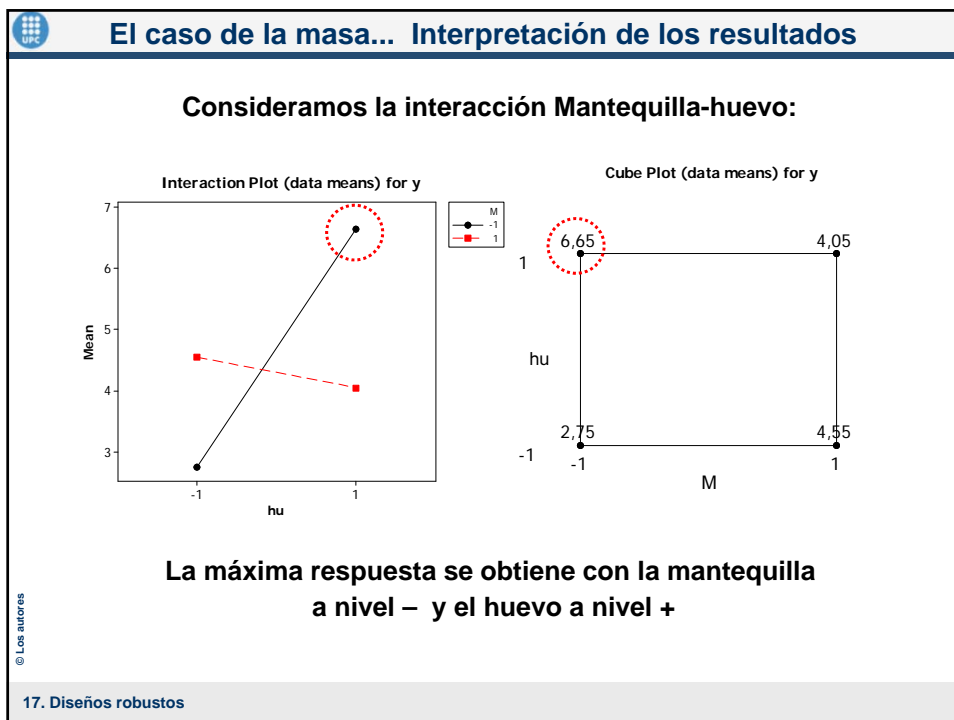 UPC
El caso de la masa... Interpretación de los resultados
Consideramos la interacción Mantequilla-huevo:
Interaction Plot (data means) for y
7
6
5
4
3
Mean
-1
1
hu
M
-1
1
Cube Plot (data means) for y
6,65
4,05
1
hu
2,75
4,55
-1
-1
1
M
La máxima respuesta se obtiene con la mantequilla
a nivel – y el huevo a nivel +
© Los autores
17. Diseños robustos